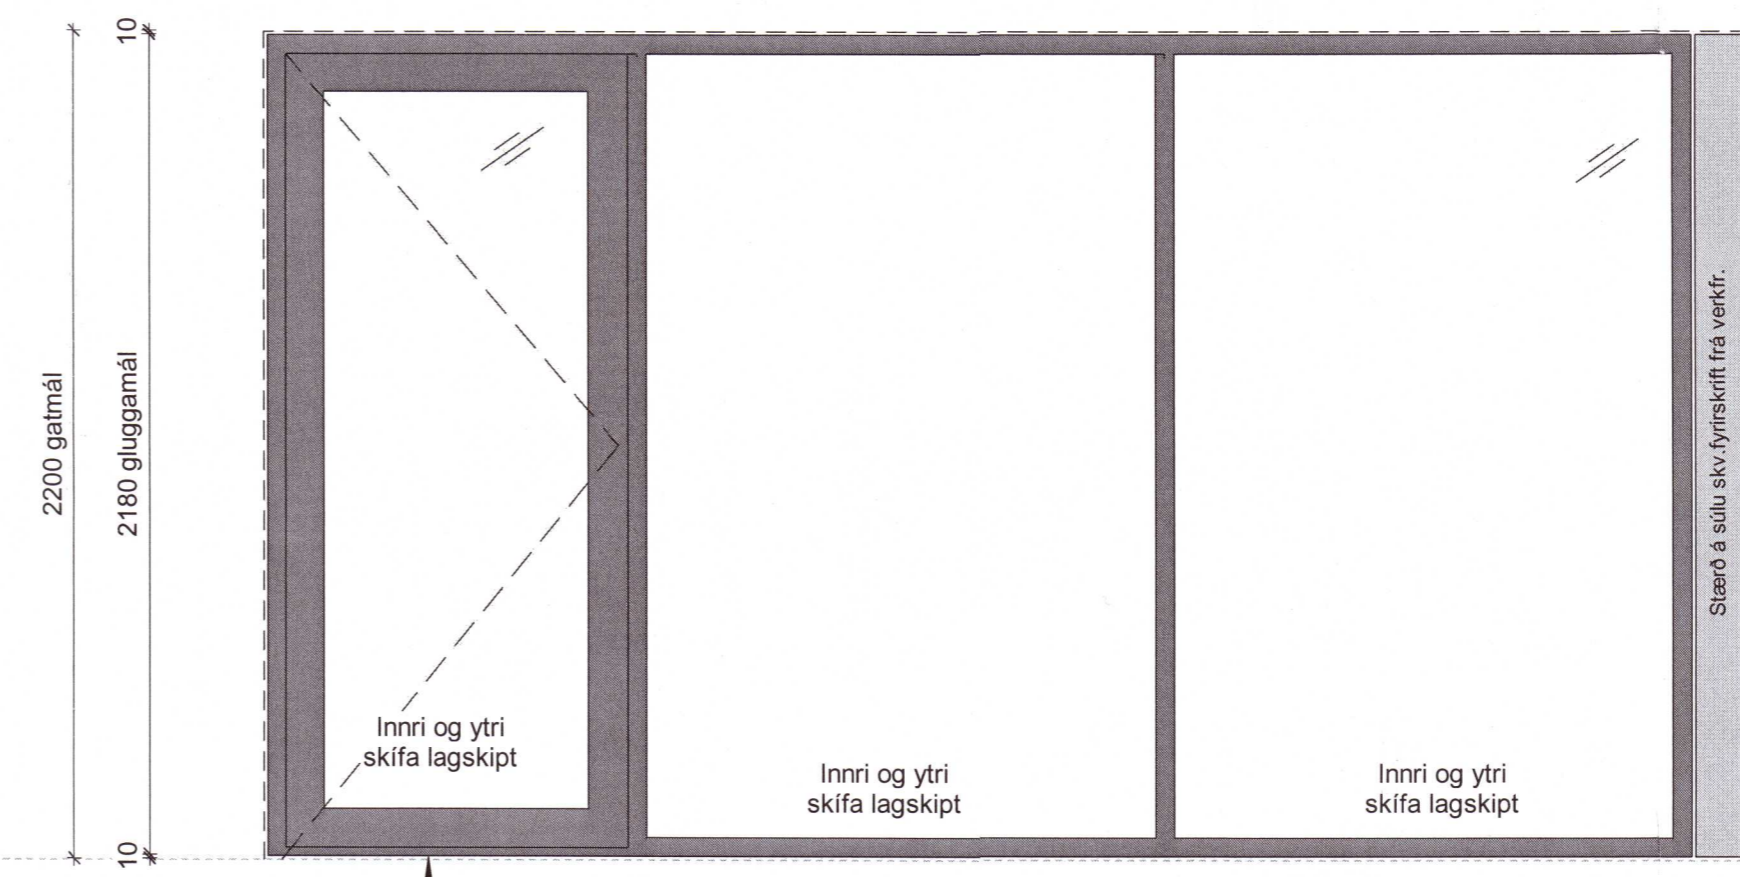 10
2200 gatmál
2180 gluggamál
10
Innri og ytri
skífa lagskipt
Innri og ytri
skífa lagskipt
Innri og ytri
skífa lagskipt
Stærð á súlu skv.fyrirskrift frá verkfr.